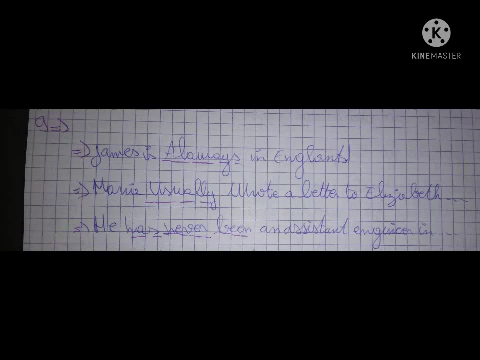 KINEMASTER
g=>
=> James is Always in England
=> Maria Usually Wrote a letter to Elizabeth ...
=> He has never been an assistant engineer in ...